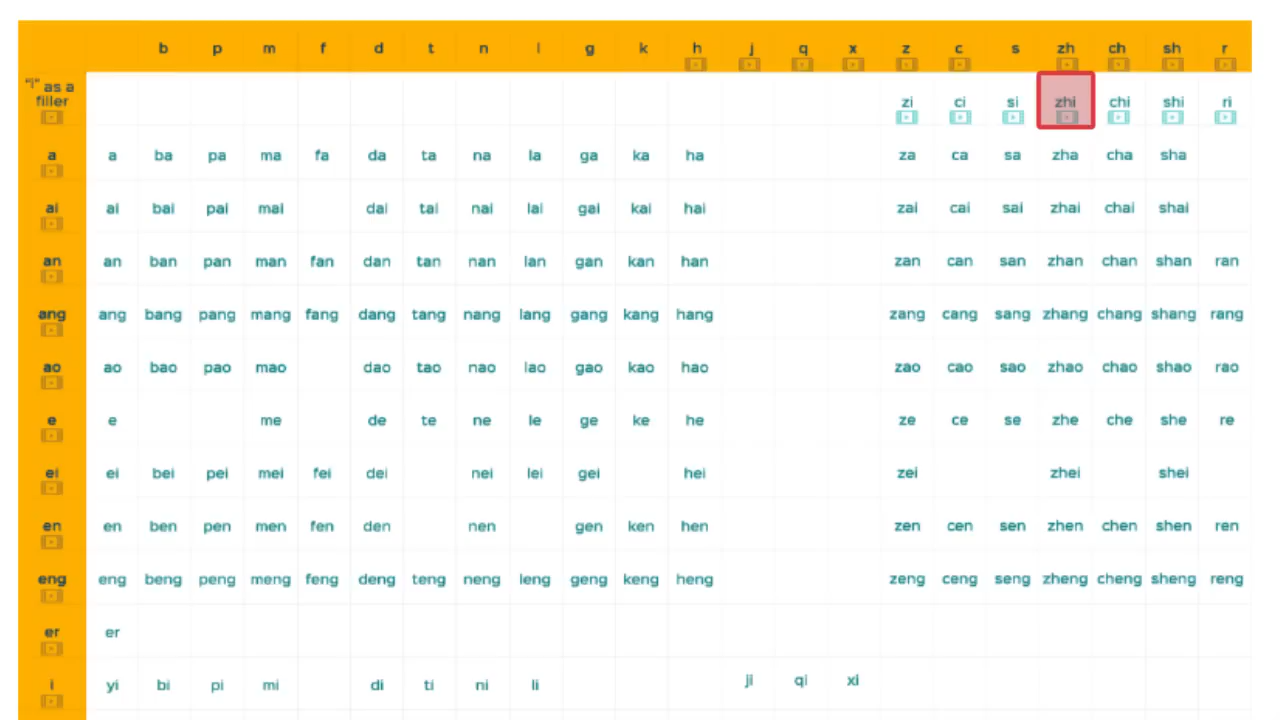 b p m f d t n l g k h j q x z c s zh ch sh r
"i" as a
filler
zi ci si zhi chi shi ri
a a ba pa ma fa da ta na la ga ka ha za ca sa zha cha sha
ai ai bai pai mai dai tai nai lai gai kai hai zai cai sai zhai chai shai
an an ban pan man fan dan tan nan lan gan kan han zan can san zhan chan shan ran
ang ang bang pang mang fang dang tang nang lang gang kang hang zang cang sang zhang chang shang rang
ao ao bao pao mao dao tao nao lao gao kao hao zao cao sao zhao chao shao rao
e e me de te ne le ge ke he ze ce se zhe che she re
ei ei bei pei mei fei dei nei lei gei hei zei zhei shei
en en ben pen men fen den nen gen ken hen zen cen sen zhen chen shen ren
eng eng beng peng meng feng deng teng neng leng geng keng heng zeng ceng seng zheng cheng sheng reng
er er
i yi bi pi mi di ti ni li ji qi xi